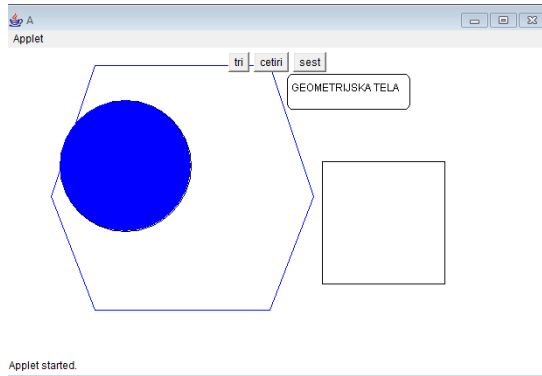 A
Applet
tri cetiri sest
GEOMETRIJSKA TELA
Applet started.